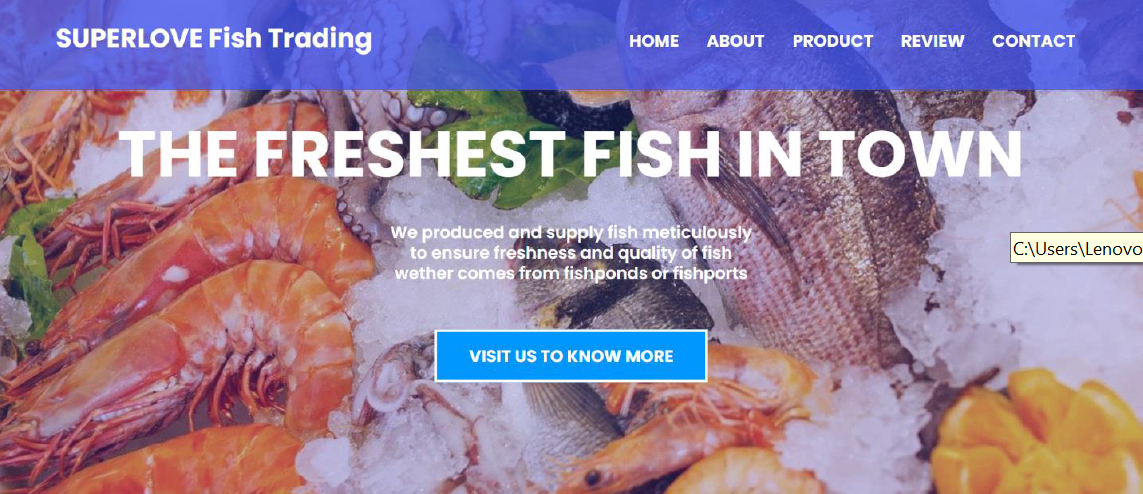 SUPERLOVE Fish Trading
HOME ABOUT PRODUCT REVIEW CONTACT
THE FRESHEST FISH IN TOWN
We produced and supply fish meticulously
to ensure freshness and quality of fish
wether comes from fishponds or fishports
C:\Users\Lenovo
VISIT US TO KNOW MORE